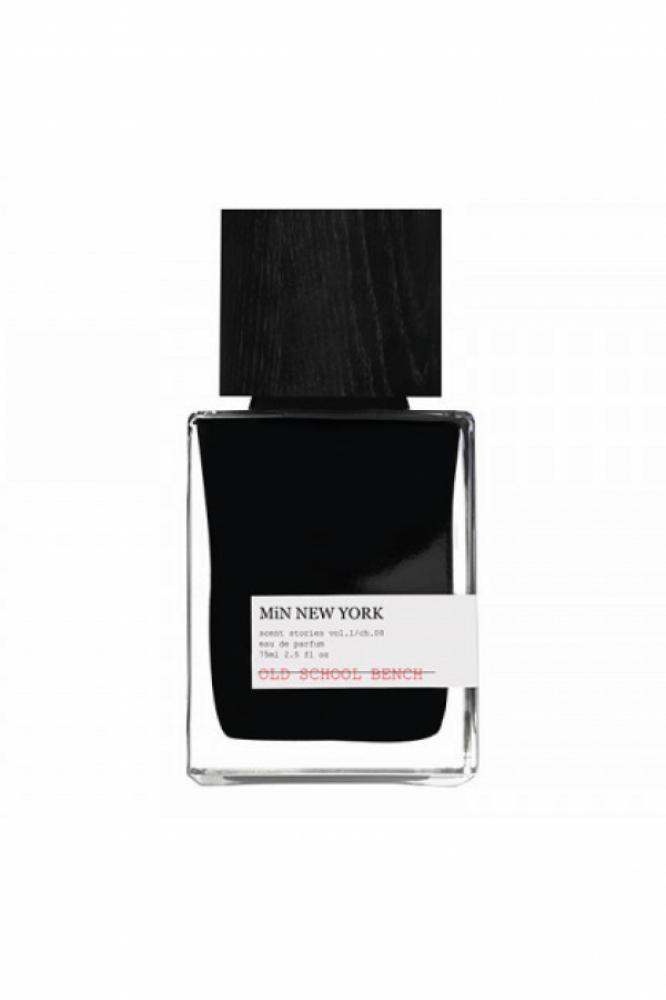 MiN NEW YORK
scent stories vol.1/ch.08
eau de parfum
75ml 2.5 fl oz
OLD SCHOOL BENCH